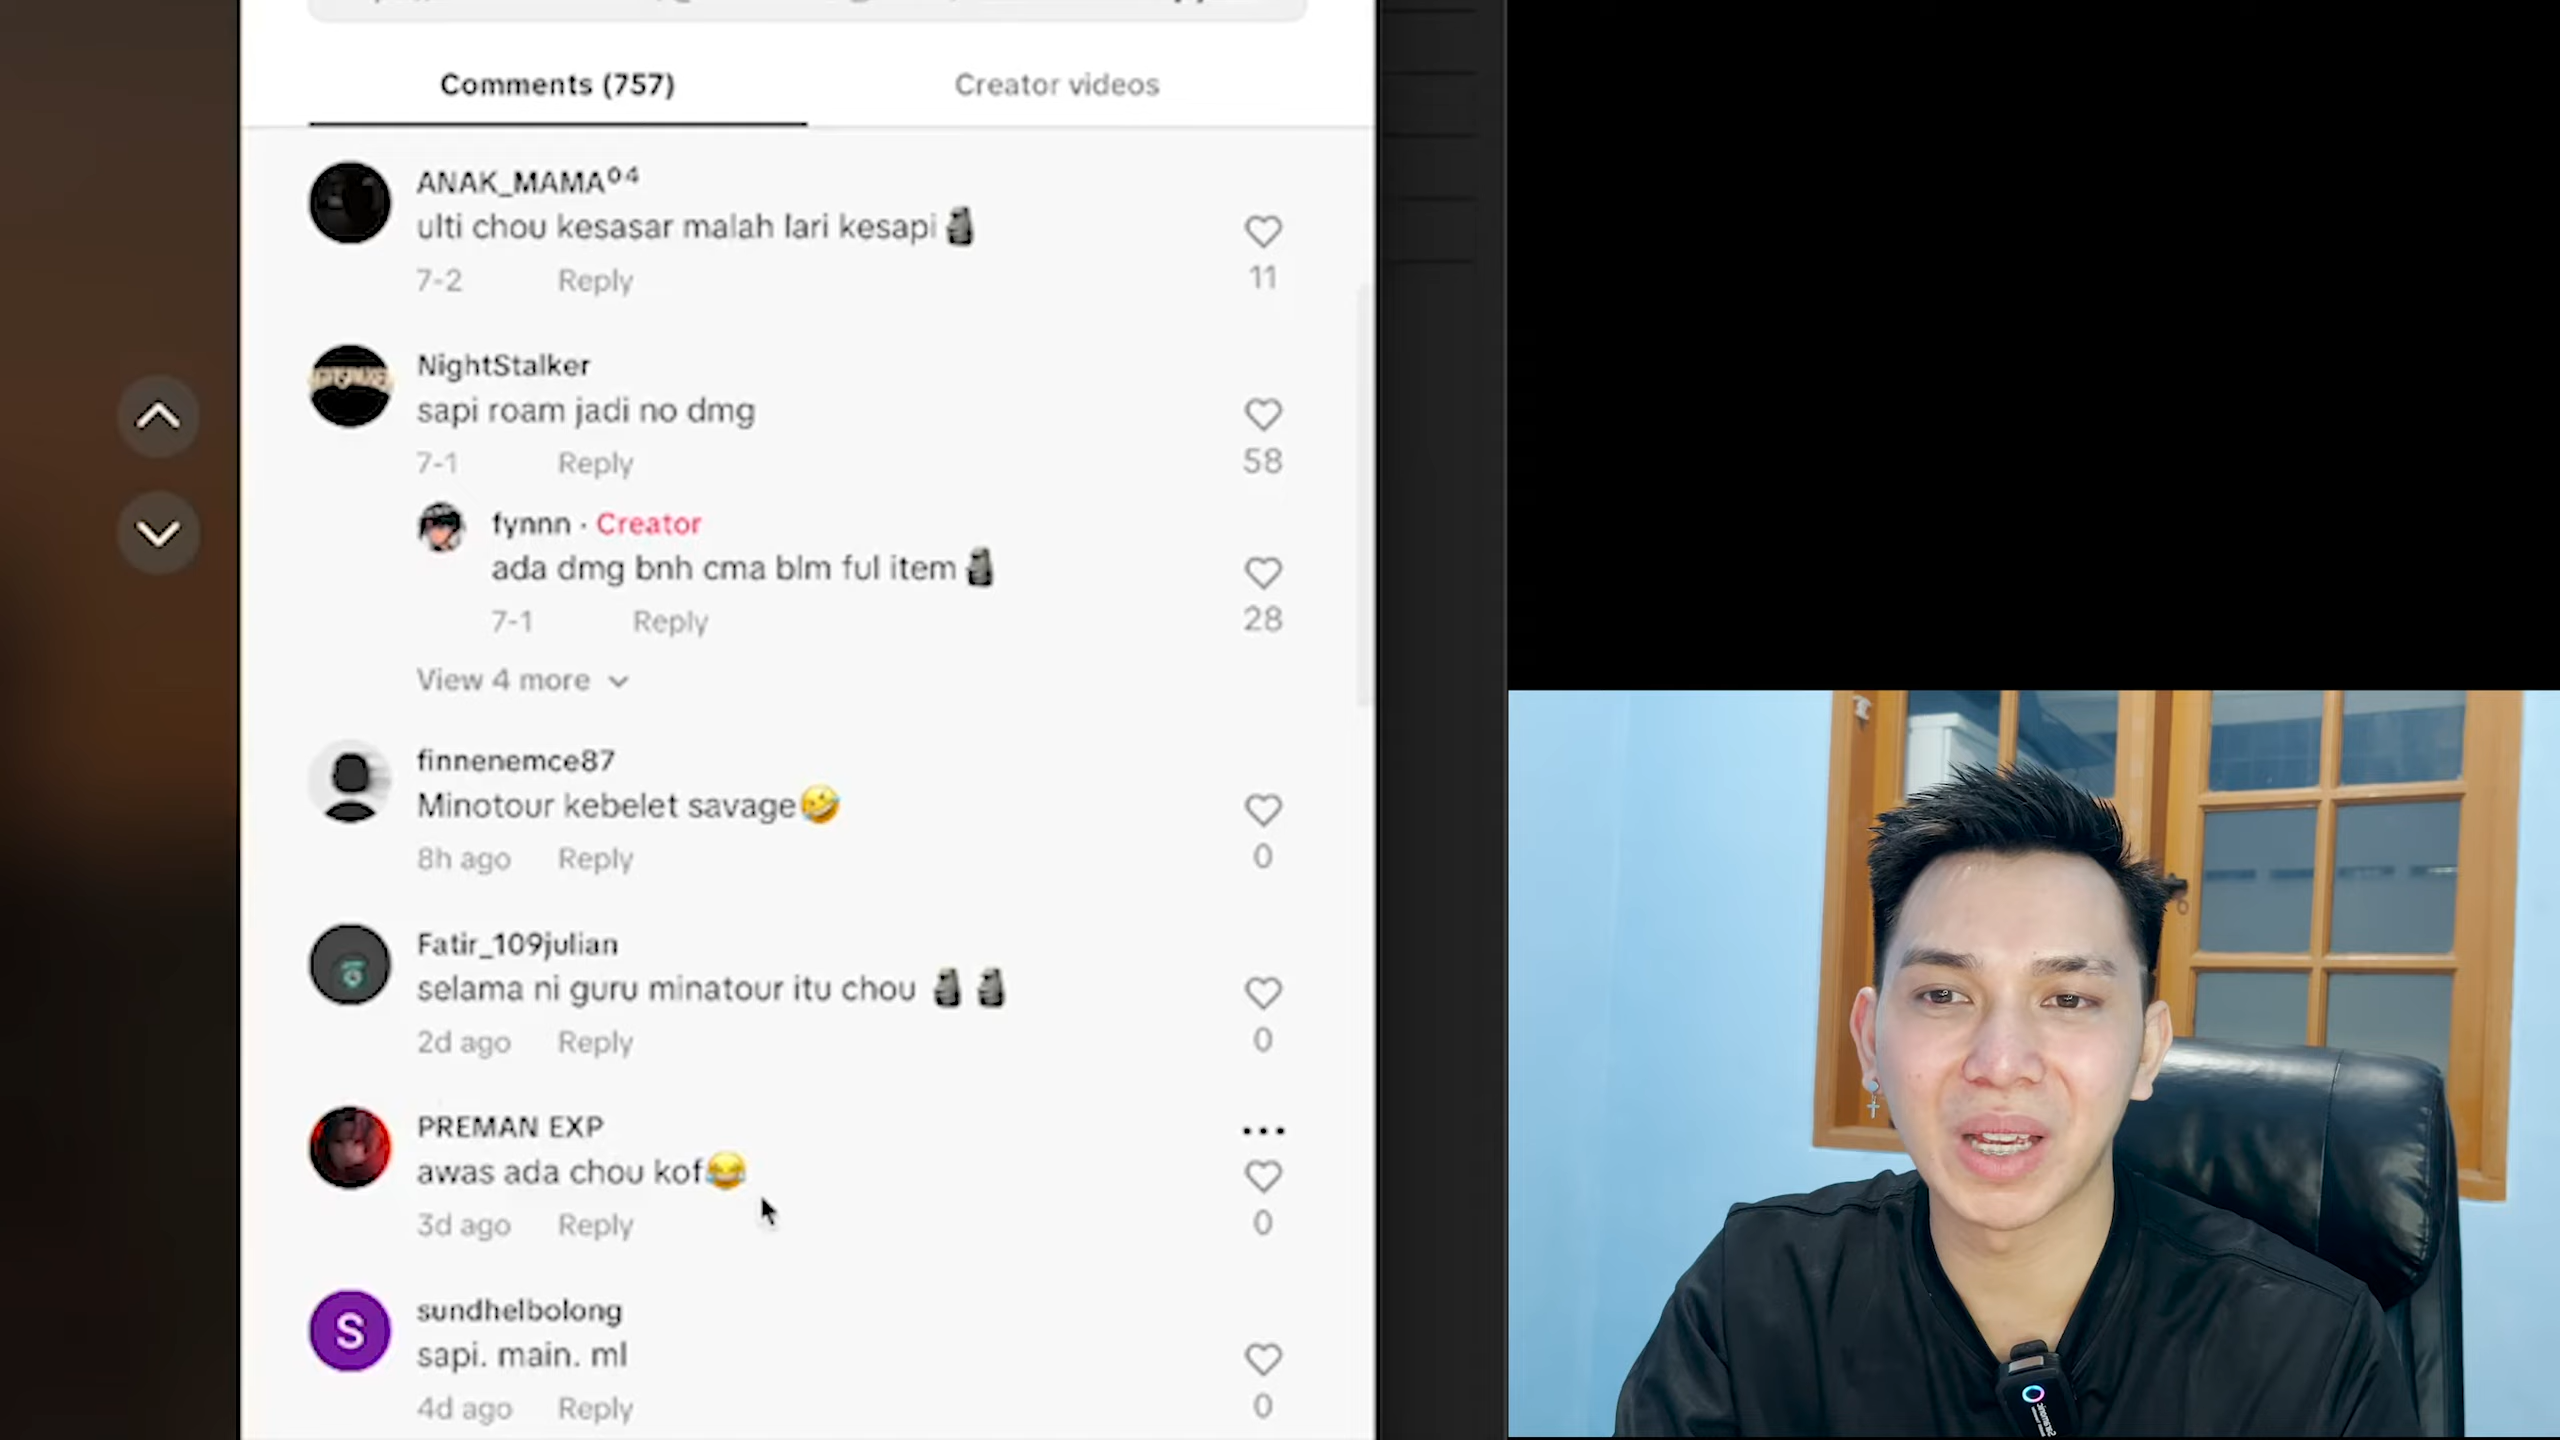 Comments (757)
Creator videos
ANAK_MAMA⁰⁴
ulti chou kesasar malah lari kesapi🗿
7-2 Reply
11
NightStalker
sapi roam jadi no dmg
7-1 Reply
58
fynnn · Creator
ada dmg bnh cma blm ful item🗿
7-1 Reply
28
View 4 more
finnenemce87
Minotour kebelet savage🤣
8h ago Reply
0
Fatir_109julian
selama ni guru minatour itu chou 🗿🗿
2d ago Reply
0
PREMAN EXP
awas ada chou kof😂
3d ago Reply
0
S
sundhelbolong
sapi. main. ml
4d ago Reply
0